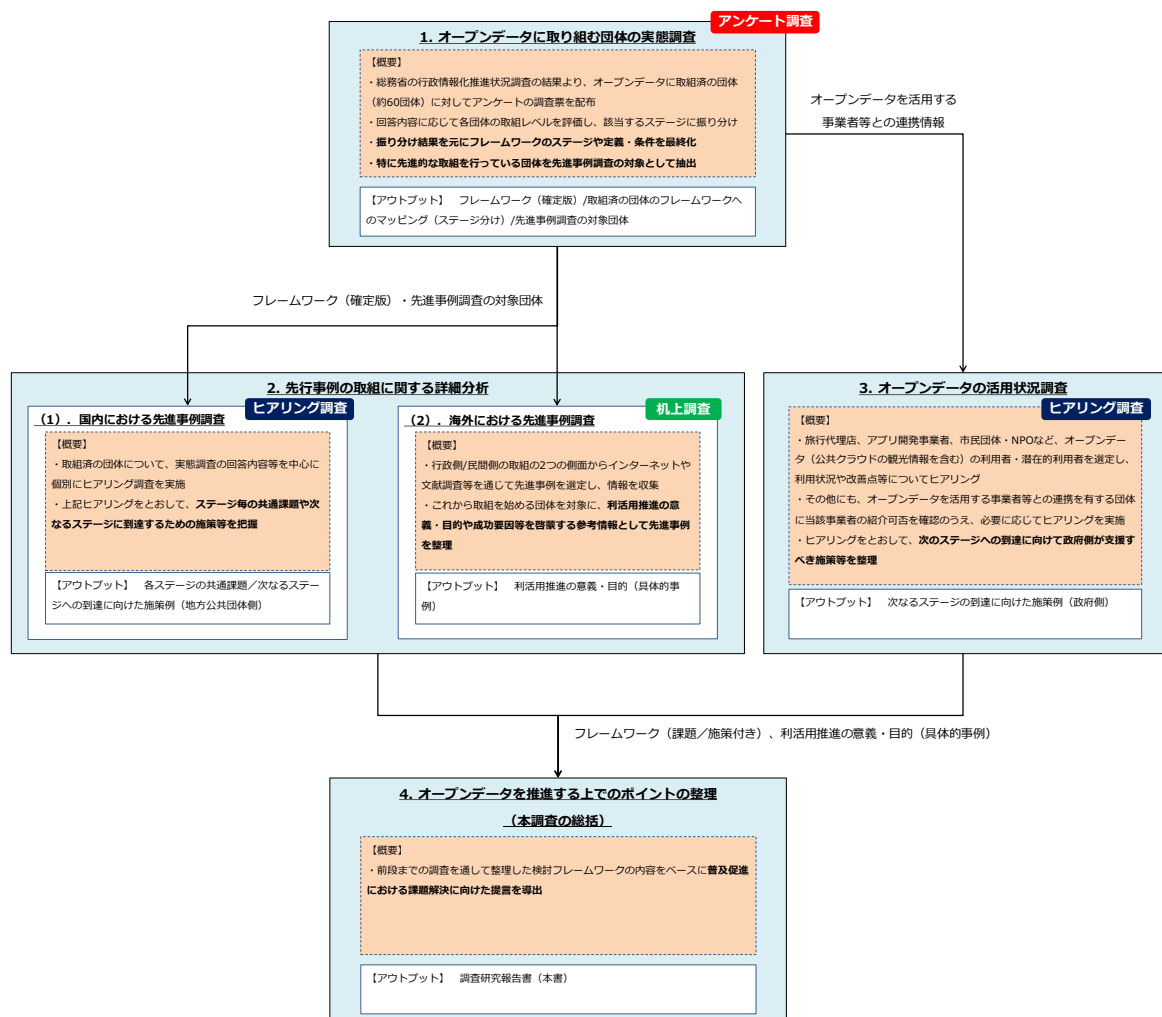 アンケート調査
1. オープンデータに取り組む団体の実態調査
【概要】
・総務省の行政情報化推進状況調査の結果より、オープンデータに取組済の団体
（約60団体）に対してアンケートの調査票を配布
・回答内容に応じて各団体の取組レベルを評価し、該当するステージに振り分け
・振り分け結果を元にフレームワークのステージや定義・条件を最終化
・特に先進的な取組を行っている団体を先進事例調査の対象として抽出
【アウトプット】　フレームワーク（確定版）/取組済の団体のフレームワークへ
のマッピング（ステージ分け）/先進事例調査の対象団体
オープンデータを活用する
事業者等との連携情報
フレームワーク（確定版）・先進事例調査の対象団体
2. 先行事例の取組に関する詳細分析
ヒアリング調査
（1）．国内における先進事例調査
【概要】
・取組済の団体について、実態調査の回答内容等を中心に
個別にヒアリング調査を実施
・上記ヒアリングをとおして、ステージ毎の共通課題や次
なるステージに到達するための施策等を把握
【アウトプット】　各ステージの共通課題／次なるステー
ジへの到達に向けた施策例（地方公共団体側）
机上調査
（2）．海外における先進事例調査
【概要】
・行政側/民間側の取組の2つの側面からインターネットや
文献調査等を通じて先進事例を選定し、情報を収集
・これから取組を始める団体を対象に、利活用推進の意
義・目的や成功要因等を啓蒙する参考情報として先進事例
を整理
【アウトプット】　利活用推進の意義・目的（具体的事
例）
3. オープンデータの活用状況調査
ヒアリング調査
【概要】
・旅行代理店、アプリ開発事業者、市民団体・NPOなど、オープンデー
タ（公共クラウドの観光情報を含む）の利用者・潜在的利用者を選定し、
利用状況や改善点等についてヒアリング
・その他にも、オープンデータを活用する事業者等との連携を有する団体
に当該事業者の紹介可否を確認のうえ、必要に応じてヒアリングを実施
・ヒアリングをとおして、次のステージへの到達に向けて政府側が支援す
べき施策等を整理
【アウトプット】　次なるステージの到達に向けた施策例（政府側）
フレームワーク（課題／施策付き）、利活用推進の意義・目的（具体的事例）
4. オープンデータを推進する上でのポイントの整理
（本調査の総括）
【概要】
・前段までの調査を通して整理した検討フレームワークの内容をベースに普及促進
における課題解決に向けた提言を導出
【アウトプット】　調査研究報告書（本書）